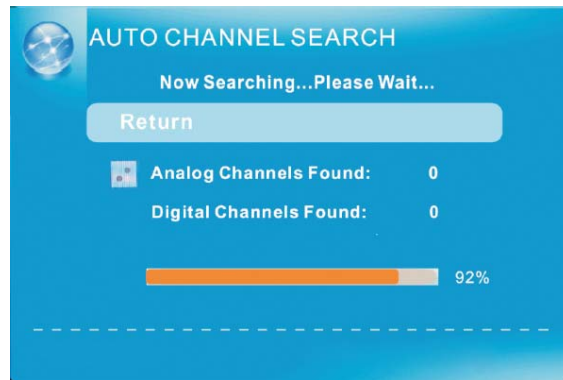 AUTO CHANNEL SEARCH
Now Searching...Please Wait...
Return
Analog Channels Found: 0
Digital Channels Found: 0
92%